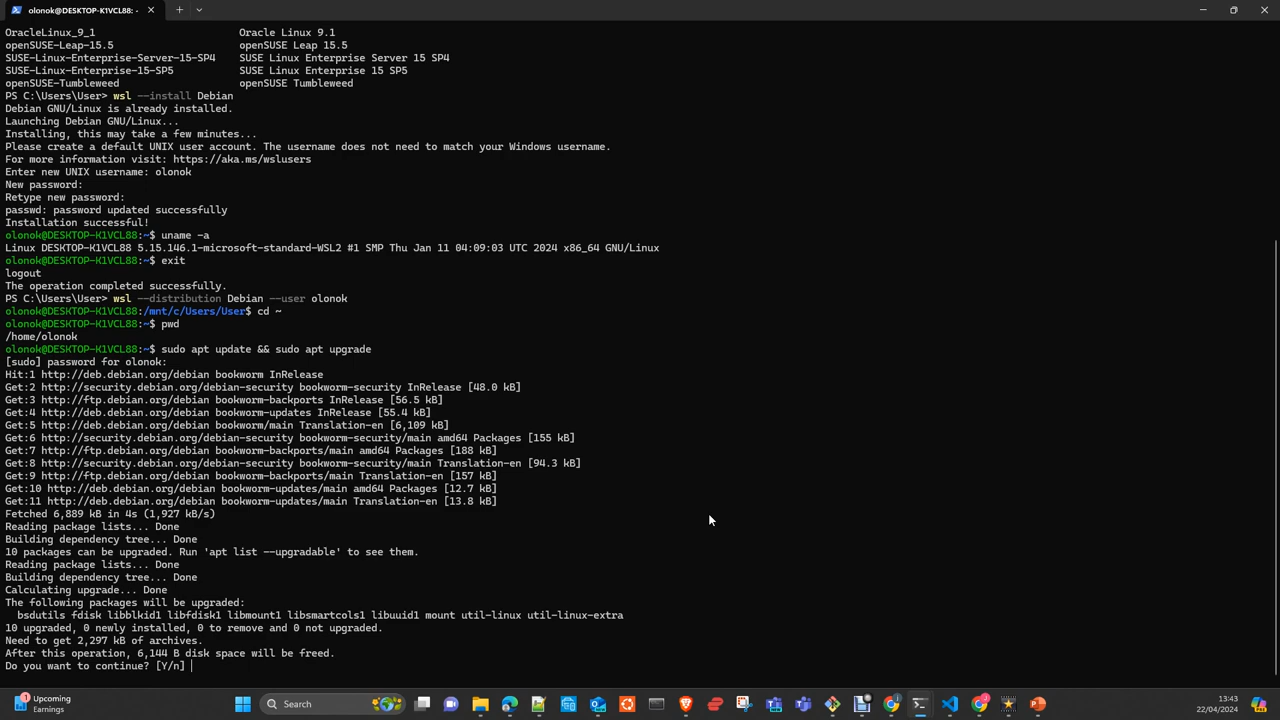 olonok@DESKTOP-K1VCL88: ~
OracleLinux_9_1 Oracle Linux 9.1
openSUSE-Leap-15.5 openSUSE Leap 15.5
SUSE-Linux-Enterprise-Server-15-SP4 SUSE Linux Enterprise Server 15 SP4
SUSE-Linux-Enterprise-15-SP5 SUSE Linux Enterprise 15 SP5
openSUSE-Tumbleweed openSUSE Tumbleweed
PS C:\Users\User> wsl --install Debian
Debian GNU/Linux is already installed.
Launching Debian GNU/Linux...
Installing, this may take a few minutes...
Please create a default UNIX user account. The username does not need to match your Windows username.
For more information visit: https://aka.ms/wslusers
Enter new UNIX username: olonok
New password:
Retype new password:
passwd: password updated successfully
Installation successful!
olonok@DESKTOP-K1VCL88:~$ uname -a
Linux DESKTOP-K1VCL88 5.15.146.1-microsoft-standard-WSL2 #1 SMP Thu Jan 11 04:09:03 UTC 2024 x86_64 GNU/Linux
olonok@DESKTOP-K1VCL88:~$ exit
logout
The operation completed successfully.
PS C:\Users\User> wsl --distribution Debian --user olonok
olonok@DESKTOP-K1VCL88:/mnt/c/Users/User$ cd ~
olonok@DESKTOP-K1VCL88:~$ pwd
/home/olonok
olonok@DESKTOP-K1VCL88:~$ sudo apt update && sudo apt upgrade
[sudo] password for olonok:
Hit:1 http://deb.debian.org/debian bookworm InRelease
Get:2 http://security.debian.org/debian-security bookworm-security InRelease [48.0 kB]
Get:3 http://ftp.debian.org/debian bookworm-backports InRelease [56.5 kB]
Get:4 http://deb.debian.org/debian bookworm-updates InRelease [55.4 kB]
Get:5 http://deb.debian.org/debian bookworm/main Translation-en [6,109 kB]
Get:6 http://security.debian.org/debian-security bookworm-security/main amd64 Packages [155 kB]
Get:7 http://ftp.debian.org/debian bookworm-backports/main amd64 Packages [188 kB]
Get:8 http://security.debian.org/debian-security bookworm-security/main Translation-en [94.3 kB]
Get:9 http://ftp.debian.org/debian bookworm-backports/main Translation-en [157 kB]
Get:10 http://deb.debian.org/debian bookworm-updates/main amd64 Packages [12.7 kB]
Get:11 http://deb.debian.org/debian bookworm-updates/main Translation-en [13.8 kB]
Fetched 6,889 kB in 4s (1,927 kB/s)
Reading package lists... Done
Building dependency tree... Done
10 packages can be upgraded. Run 'apt list --upgradable' to see them.
Reading package lists... Done
Building dependency tree... Done
Calculating upgrade... Done
The following packages will be upgraded:
bsdutils fdisk libblkid1 libfdisk1 libmount1 libsmartcols1 libuuid1 mount util-linux util-linux-extra
10 upgraded, 0 newly installed, 0 to remove and 0 not upgraded.
Need to get 2,297 kB of archives.
After this operation, 6,144 B disk space will be freed.
Do you want to continue? [Y/n]
1
Upcoming
Earnings
Search
13:43
22/04/2024